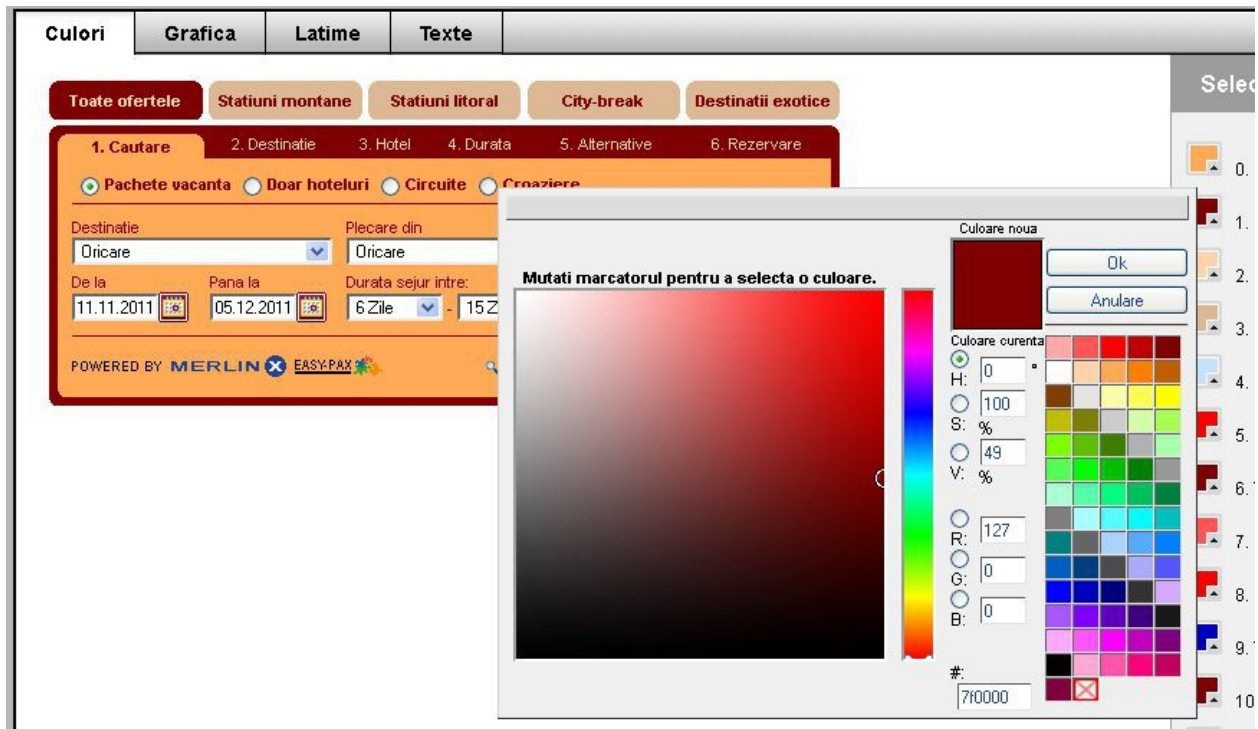 Culori Grafica Latime Texte
Selec
Toate ofertele Statiuni montane Statiuni litoral City-break Destinatii exotice
1. Cautare 2. Destinatie 3. Hotel 4. Durata 5. Alternative 6. Rezervare
Pachete vacanta Doar hoteluri Circuite Croaziere
Destinatie Plecare din
Oricare Oricare
De la Pana la Durata sejur intre:
11.11.2011 05.12.2011 6 Zile - 15 Z
POWERED BY MERLIN X EASY-PAX
Culoare noua
Mutati marcatorul pentru a selecta o culoare.
Ok
Anulare
Culoare curenta
H: 0 °
S: 100 %
V: 49 %
R: 127
G: 0
B: 0
#:
7f0000
0.
1.
2.
3.
4.
5.
6.
7.
8.
9.
10